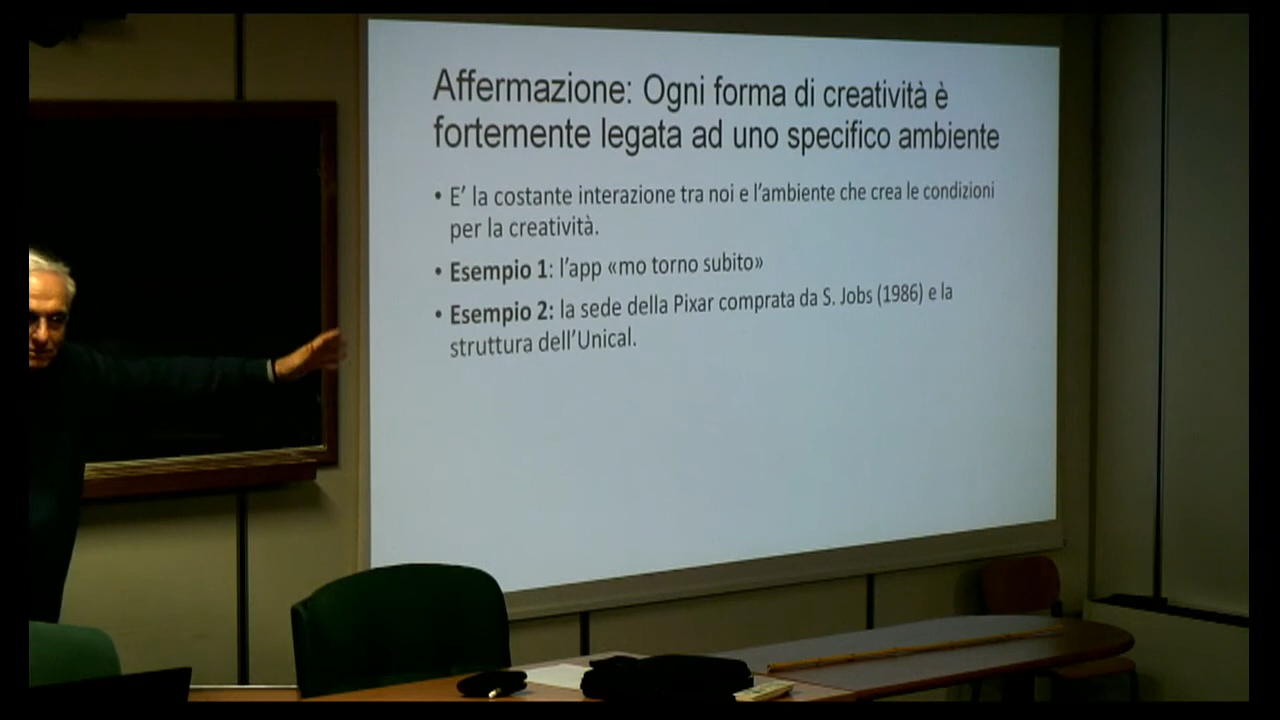 Affermazione: Ogni forma di creatività è
fortemente legata ad uno specifico ambiente
• E’ la costante interazione tra noi e l’ambiente che crea le condizioni
per la creatività.
• Esempio 1: l’app «mo torno subito»
• Esempio 2: la sede della Pixar comprata da S. Jobs (1986) e la
struttura dell’Unical.